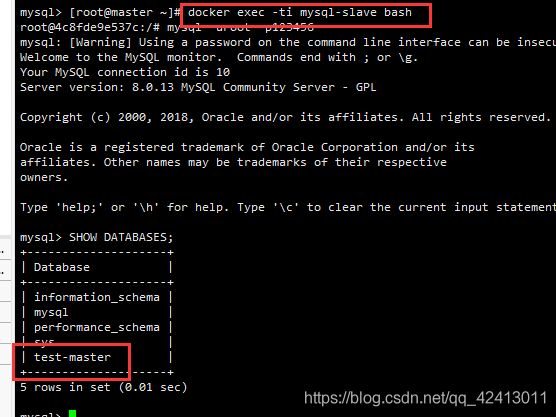 mysql> [root@master ~]# docker exec -ti mysql-slave bash
root@4c8fde9e537c:/# mysql -uroot -p123456
mysql: [Warning] Using a password on the command line interface can be insecu
Welcome to the MySQL monitor.  Commands end with ; or \g.
Your MySQL connection id is 10
Server version: 8.0.13 MySQL Community Server - GPL

Copyright (c) 2000, 2018, Oracle and/or its affiliates. All rights reserved.

Oracle is a registered trademark of Oracle Corporation and/or its
affiliates. Other names may be trademarks of their respective
owners.

Type 'help;' or '\h' for help. Type '\c' to clear the current input statement

mysql> SHOW DATABASES;
+--------------------+
| Database           |
+--------------------+
| information_schema |
| mysql              |
| performance_schema |
| sys                |
| test-master        |
+--------------------+
5 rows in set (0.01 sec)

mysql>
https://blog.csdn.net/qq_42413011